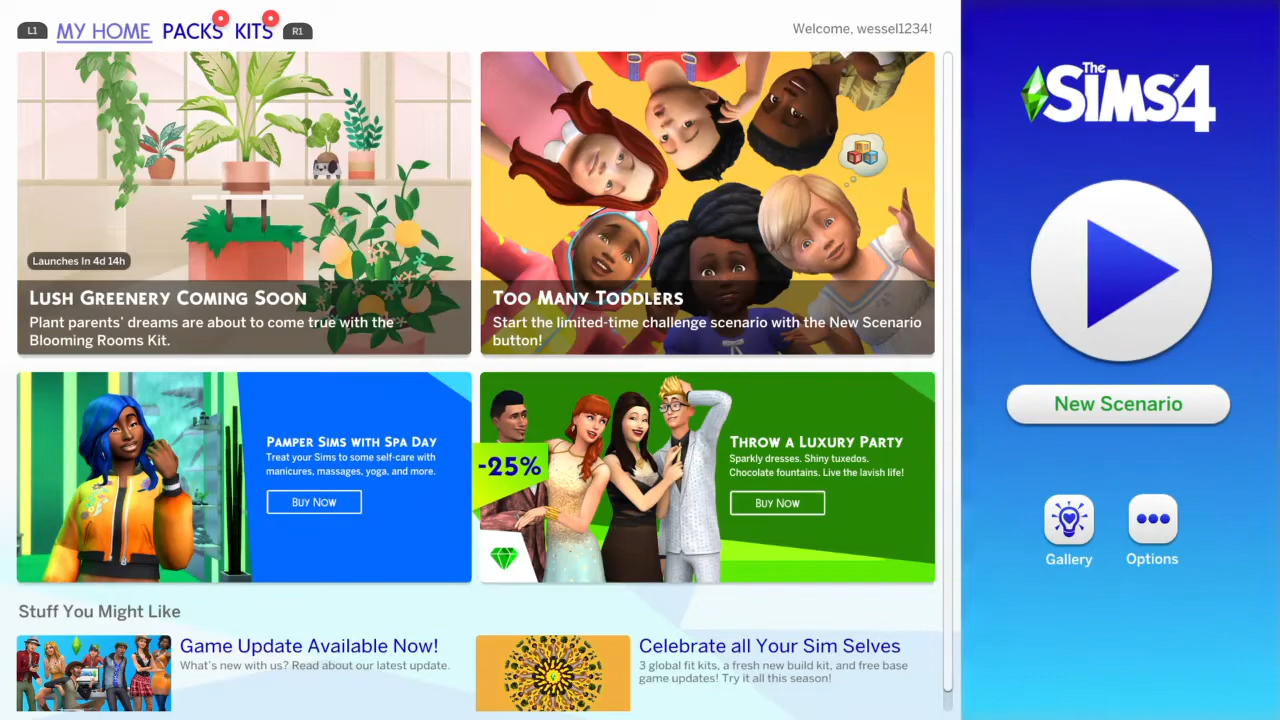 L1 MY HOME PACKS KITS R1
Welcome, wessel1234!
The Sims 4
Launches In 4d 14h
Lush Greenery Coming Soon
Plant parents' dreams are about to come true with the
Blooming Rooms Kit.
Too Many Toddlers
Start the limited-time challenge scenario with the New Scenario
button!
New Scenario
Pamper Sims with Spa Day
Treat your Sims to some self-care with
manicures, massages, yoga, and more.
Buy Now
-25%
Throw a Luxury Party
Sparkly dresses. Shiny tuxedos.
Chocolate fountains. Live the lavish life!
Buy Now
Gallery
Options
Stuff You Might Like
Game Update Available Now!
What's new with us? Read about our latest update.
Celebrate all Your Sim Selves
3 global fit kits, a fresh new build kit, and free base
game updates! Try it all this season!